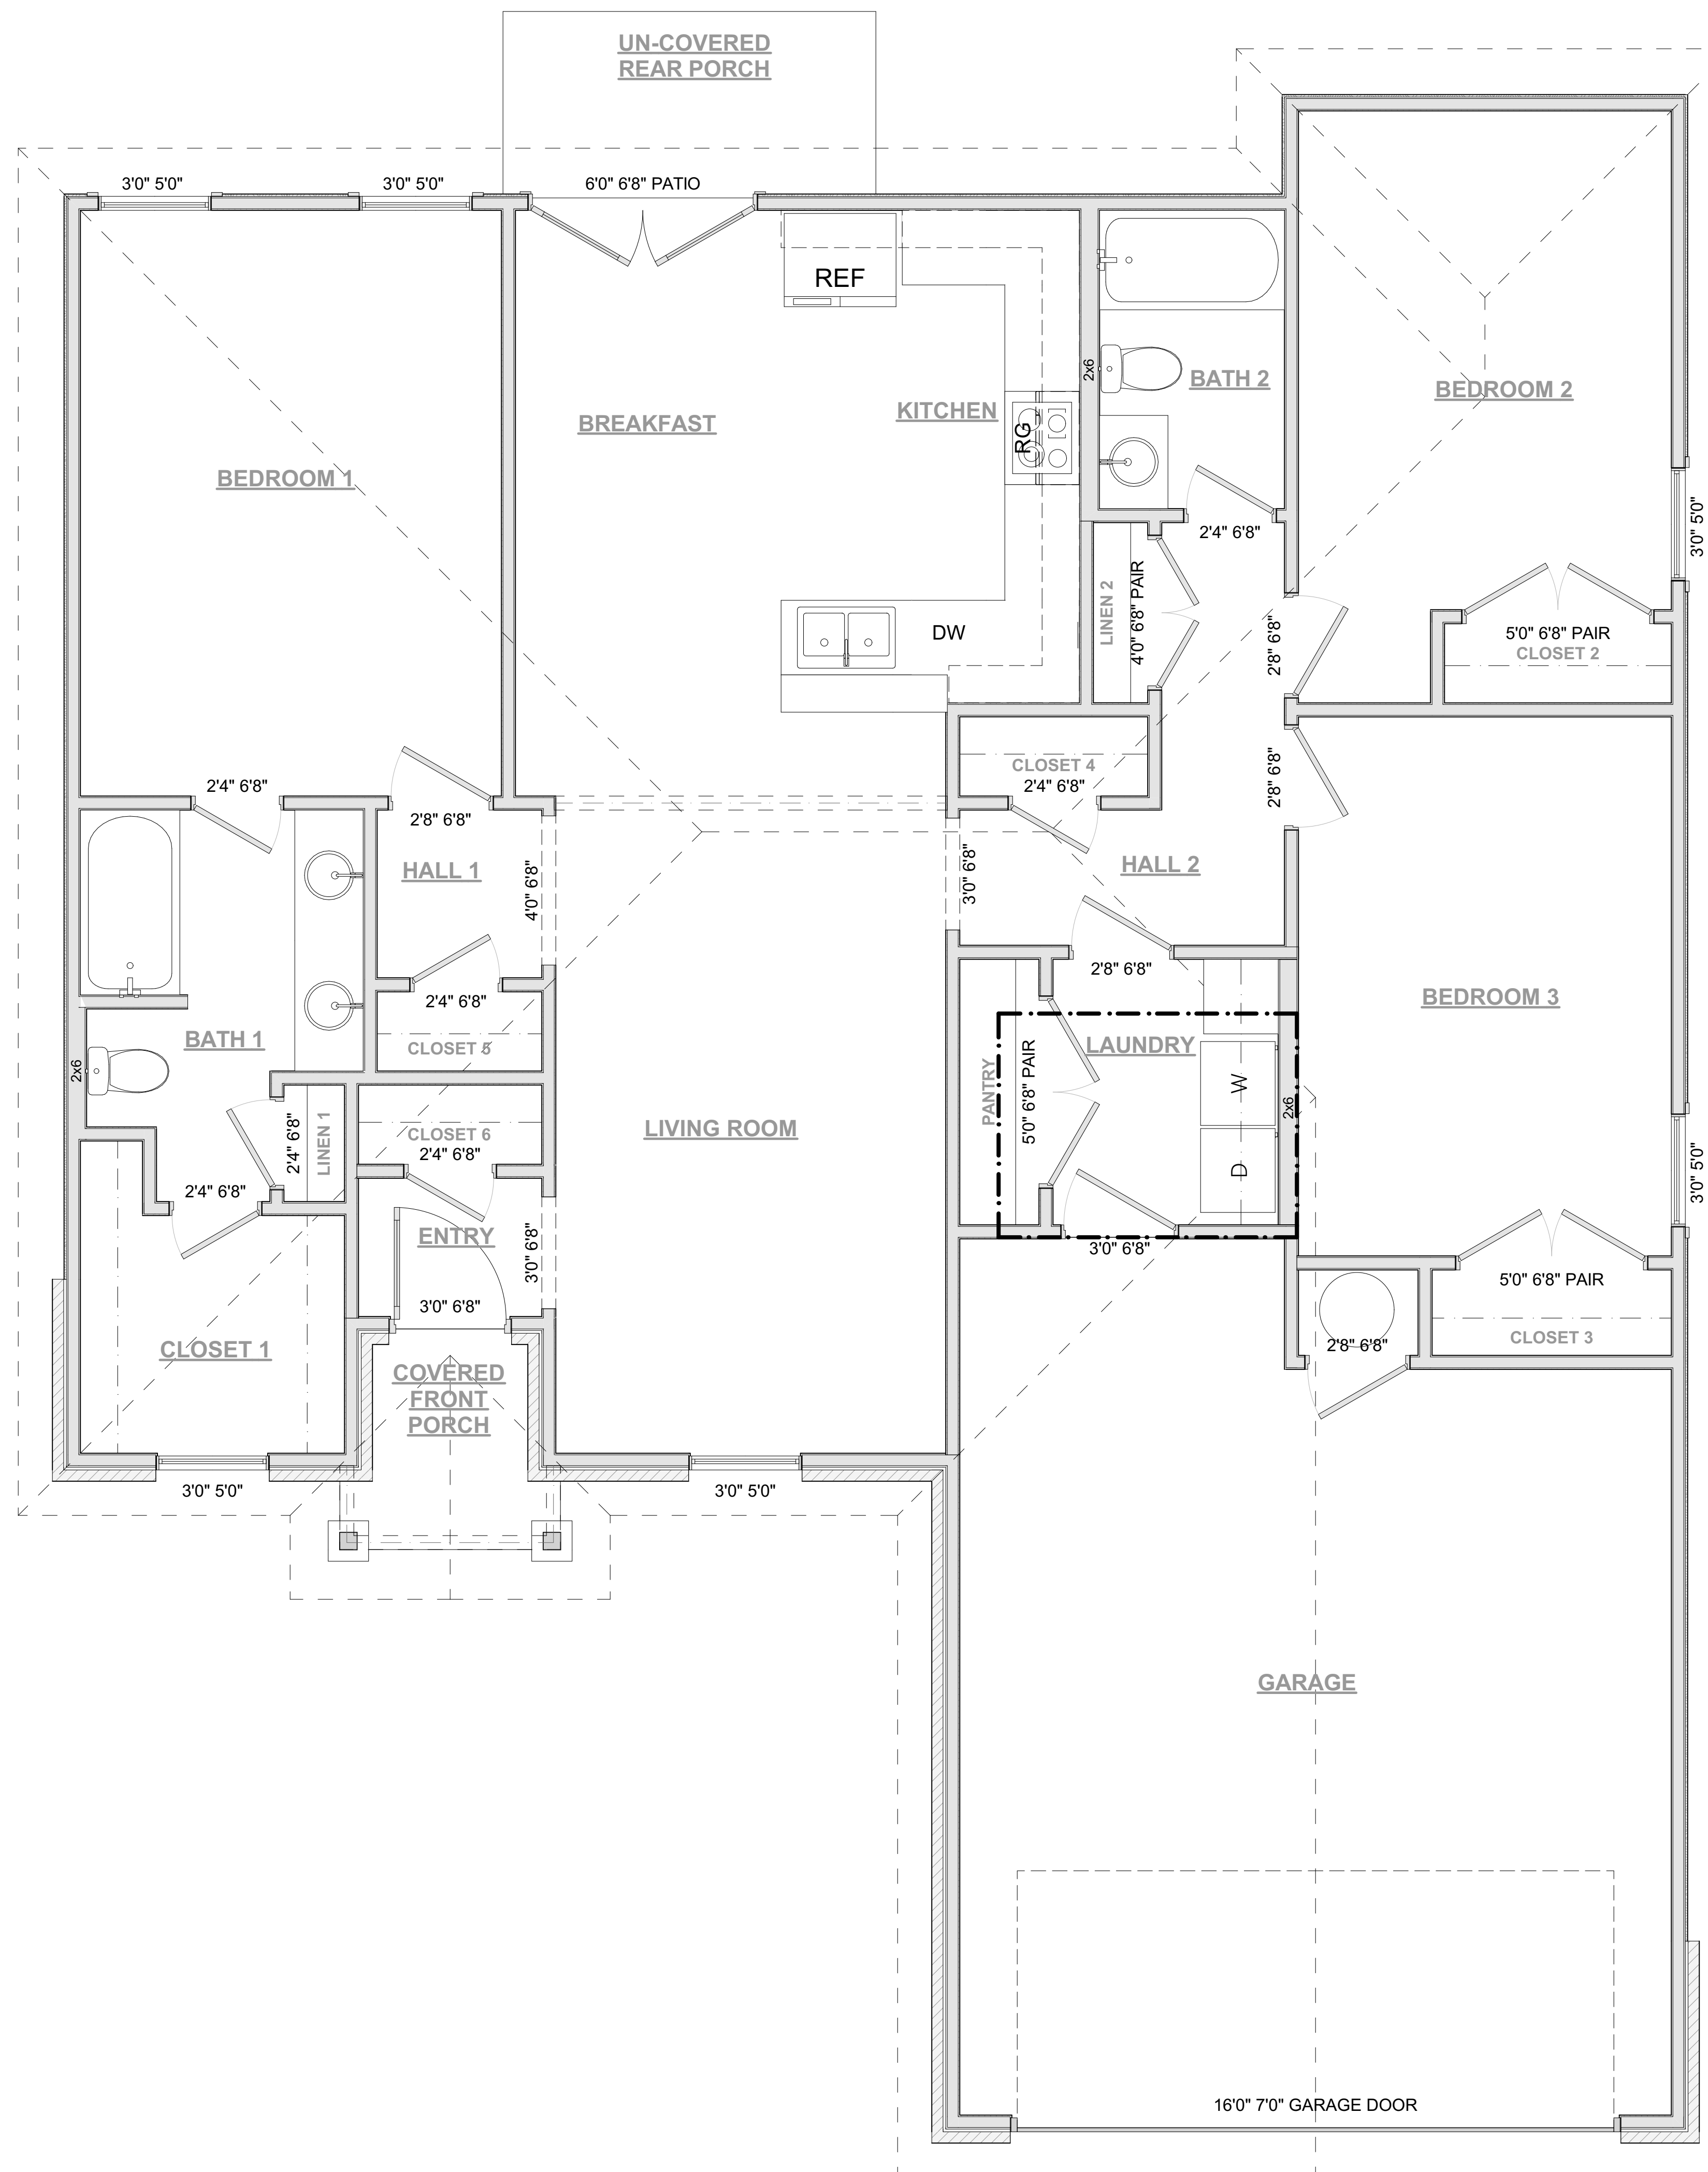 UN-COVERED
REAR PORCH
3'0" 5'0"
3'0" 5'0"
6'0" 6'8" PATIO
REF
2x6
BATH 2
BEDROOM 2
KITCHEN
BREAKFAST
RG
BEDROOM 1
3'0" 5'0"
2'4" 6'8"
LINEN 2
4'0" 6'8" PAIR
DW
2'8" 6'8"
5'0" 6'8" PAIR
CLOSET 2
CLOSET 4
2'4" 6'8"
2'8" 6'8"
2'4" 6'8"
2'8" 6'8"
HALL 1
4'0" 6'8"
3'0" 6'8"
HALL 2
2'8" 6'8"
2'4" 6'8"
BEDROOM 3
BATH 1
CLOSET 5
LAUNDRY
2x6
PANTRY
5'0" 6'8" PAIR
W
2x6
LIVING ROOM
CLOSET 6
2'4" 6'8"
2'4" 6'8"
LINEN 1
D
3'0" 5'0"
2'4" 6'8"
ENTRY
3'0" 6'8"
3'0" 6'8"
5'0" 6'8" PAIR
3'0" 6'8"
CLOSET 3
2'8" 6'8"
CLOSET 1
COVERED
FRONT
PORCH
3'0" 5'0"
3'0" 5'0"
GARAGE
16'0" 7'0" GARAGE DOOR